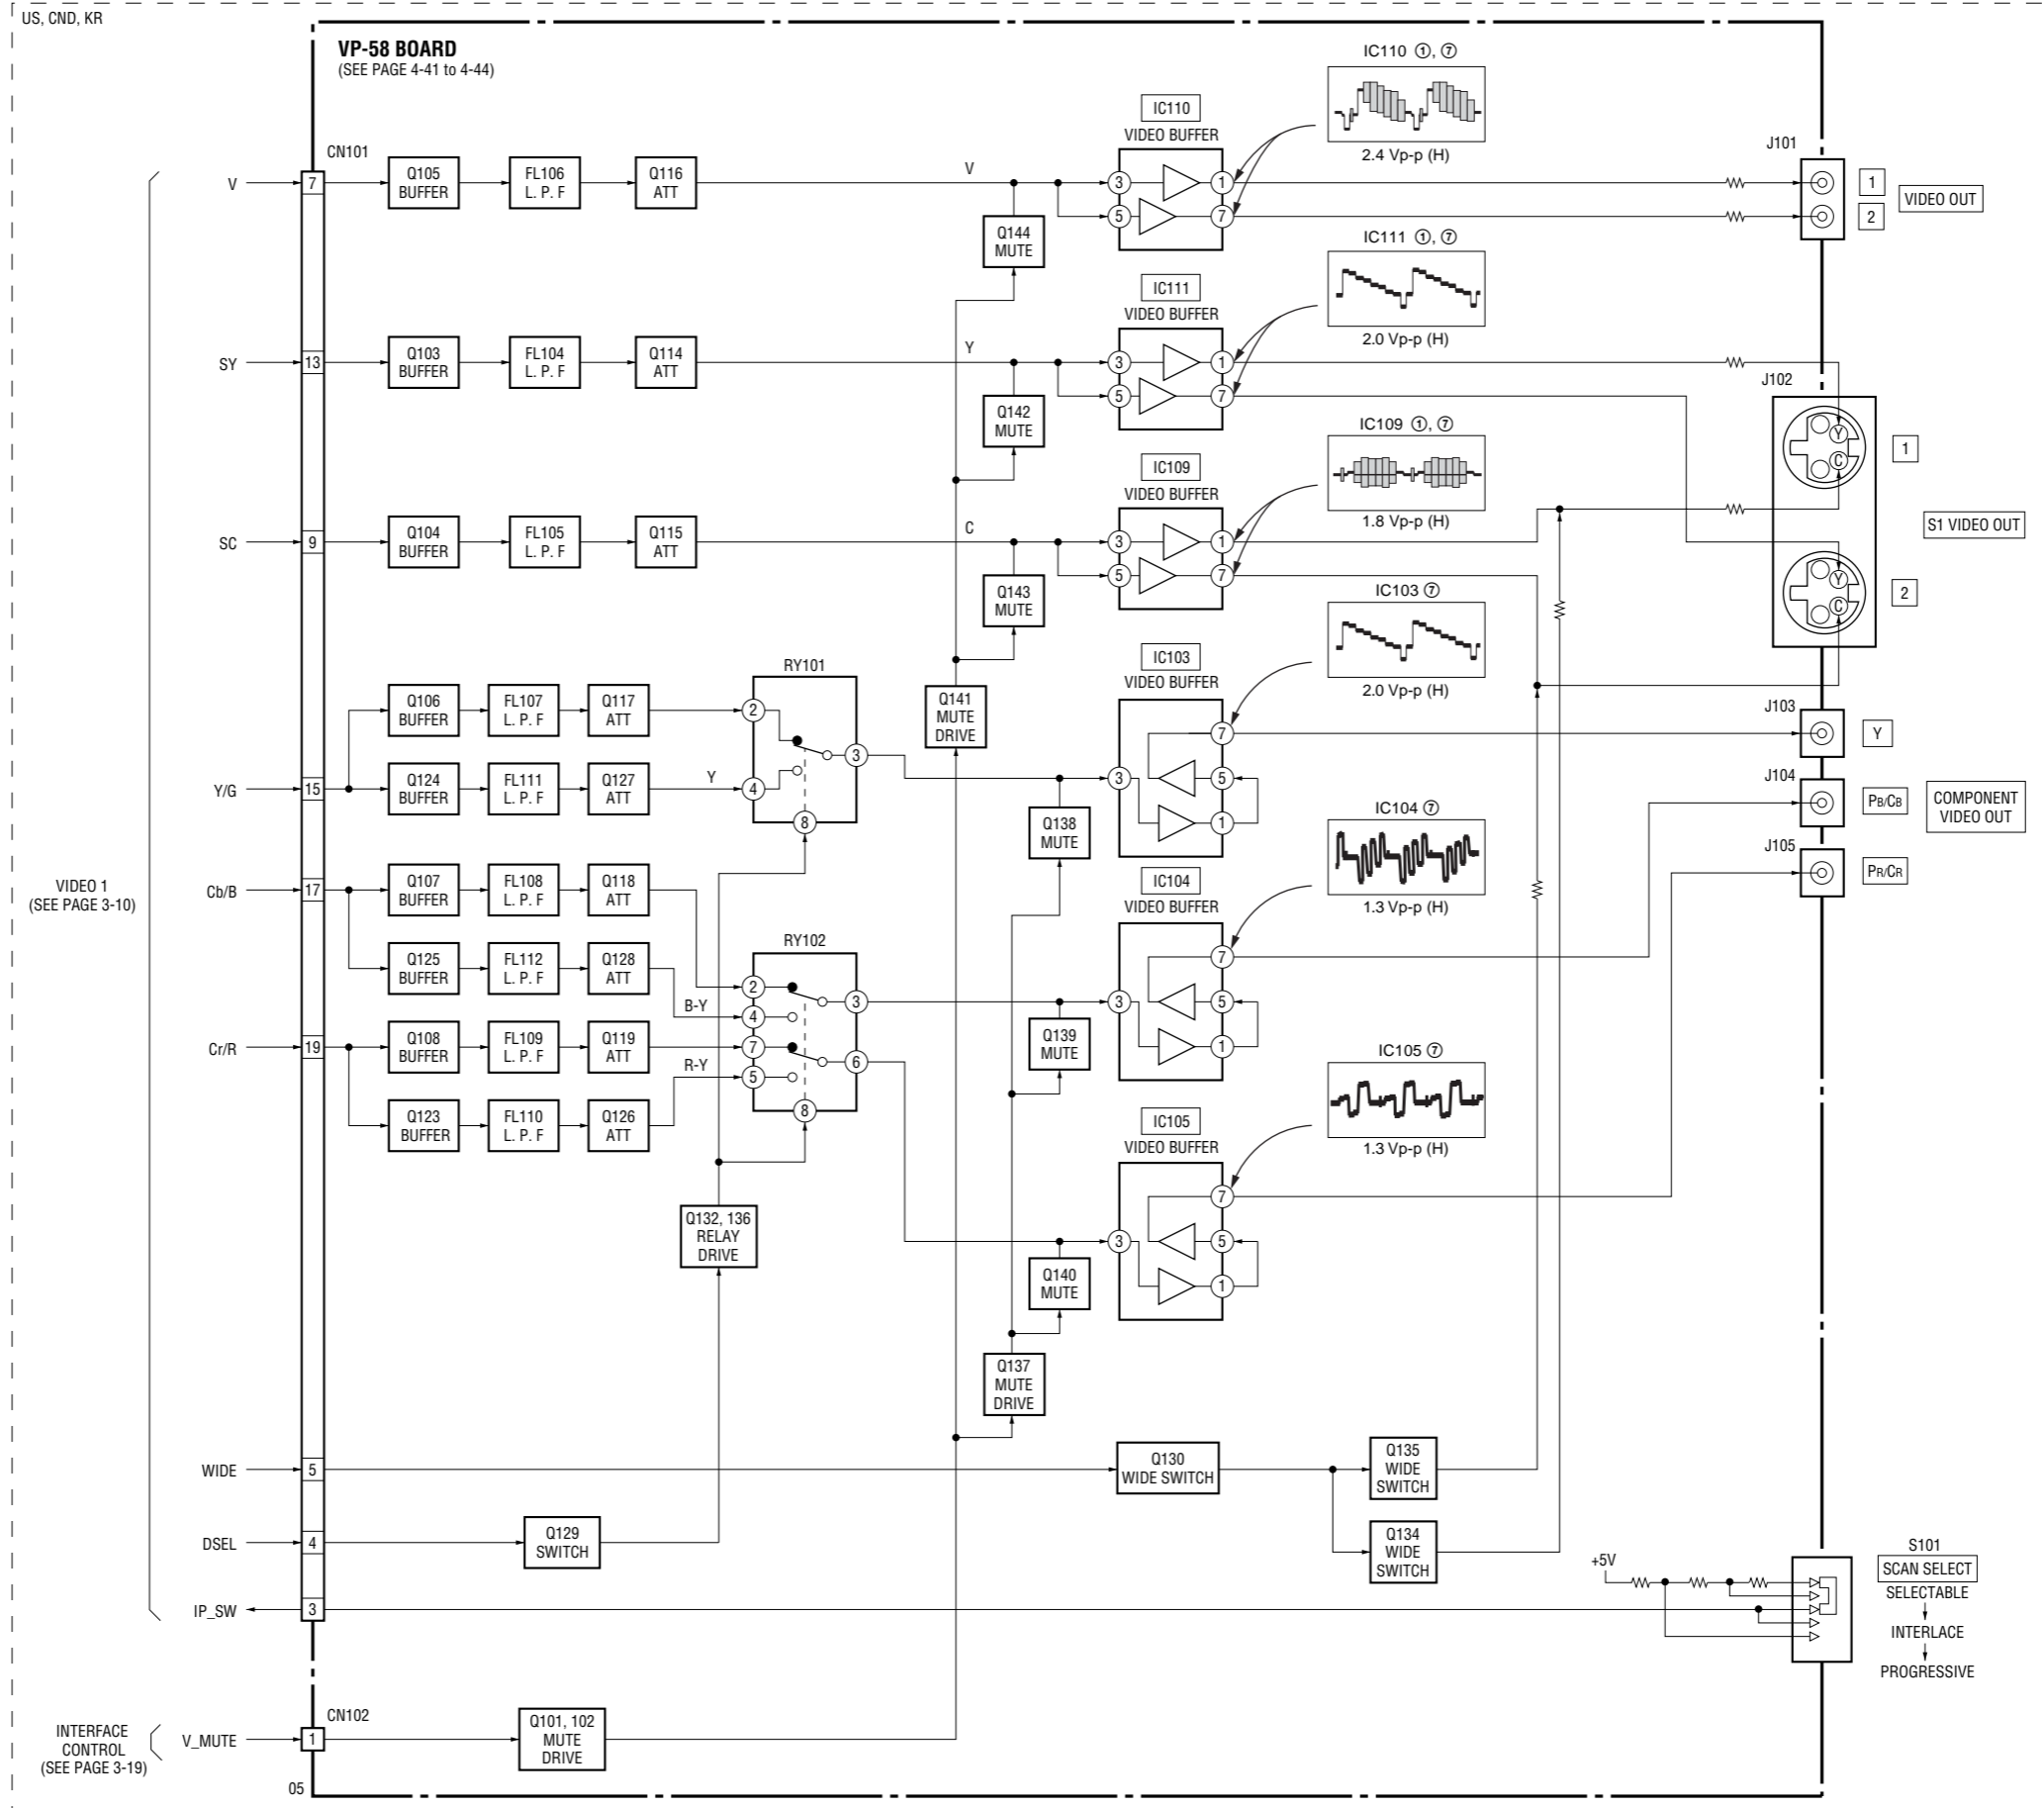 US, CND, KR
VP-58 BOARD
(SEE PAGE 4-41 to 4-44)
CN101
V
7
Q105
BUFFER
FL106
L. P. F
Q116
ATT
V
Q144
MUTE
IC110
VIDEO BUFFER
3
1
5
7
IC110 ①, ⑦
2.4 Vp-p (H)
J101
1
2
VIDEO OUT
SY
13
Q103
BUFFER
FL104
L. P. F
Q114
ATT
Y
Q142
MUTE
IC111
VIDEO BUFFER
3
1
5
7
IC111 ①, ⑦
2.0 Vp-p (H)
J102
Y
C
1
Y
C
2
S1 VIDEO OUT
SC
9
Q104
BUFFER
FL105
L. P. F
Q115
ATT
C
Q143
MUTE
IC109
VIDEO BUFFER
3
1
5
7
IC109 ①, ⑦
1.8 Vp-p (H)
Y/G
15
Q106
BUFFER
FL107
L. P. F
Q117
ATT
Q124
BUFFER
FL111
L. P. F
Q127
ATT
Y
RY101
2
3
4
8
Q141
MUTE
DRIVE
Q138
MUTE
IC103
VIDEO BUFFER
7
3
5
1
IC103 ⑦
2.0 Vp-p (H)
J103
Y
J104
PB/CB
J105
PR/CR
COMPONENT
VIDEO OUT
VIDEO 1
(SEE PAGE 3-10)
Cb/B
17
Q107
BUFFER
FL108
L. P. F
Q118
ATT
Q125
BUFFER
FL112
L. P. F
Q128
ATT
B-Y
Cr/R
19
Q108
BUFFER
FL109
L. P. F
Q119
ATT
R-Y
Q123
BUFFER
FL110
L. P. F
Q126
ATT
RY102
2
3
4
7
6
5
8
Q139
MUTE
IC104
VIDEO BUFFER
7
3
5
1
IC104 ⑦
1.3 Vp-p (H)
Q132, 136
RELAY
DRIVE
Q140
MUTE
IC105
VIDEO BUFFER
7
3
5
1
IC105 ⑦
1.3 Vp-p (H)
Q137
MUTE
DRIVE
WIDE
5
Q130
WIDE SWITCH
Q135
WIDE
SWITCH
DSEL
4
Q129
SWITCH
Q134
WIDE
SWITCH
IP_SW
3
+5V
S101
SCAN SELECT
SELECTABLE
INTERLACE
PROGRESSIVE
INTERFACE
CONTROL
(SEE PAGE 3-19)
V_MUTE
CN102
1
Q101, 102
MUTE
DRIVE
05